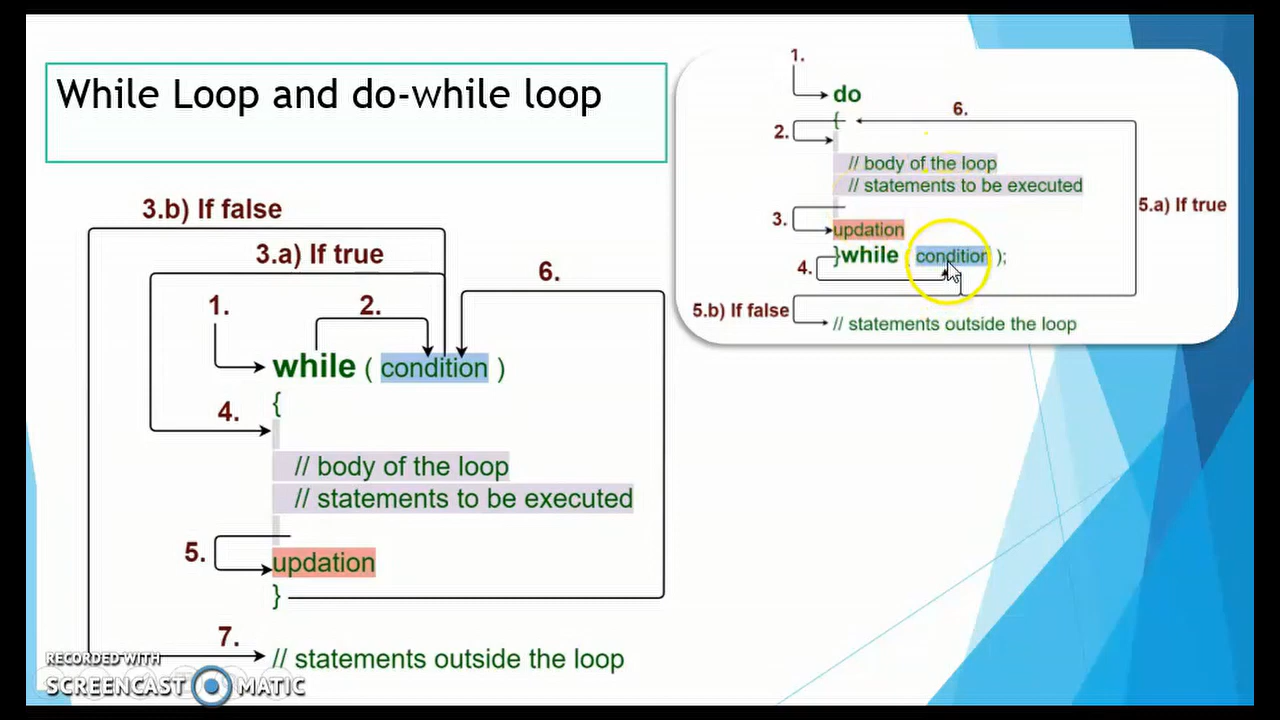 While Loop and do-while loop
3.b) If false
3.a) If true
6.
1.
2.
while ( condition )
{
4.
// body of the loop
// statements to be executed
5.
updation
}
7.
// statements outside the loop
1.
do
6.
{
2.
// body of the loop
// statements to be executed
5.a) If true
3.
updation
}while ( condition );
4.
5.b) If false
// statements outside the loop
RECORDED WITH
SCREENCAST MATIC